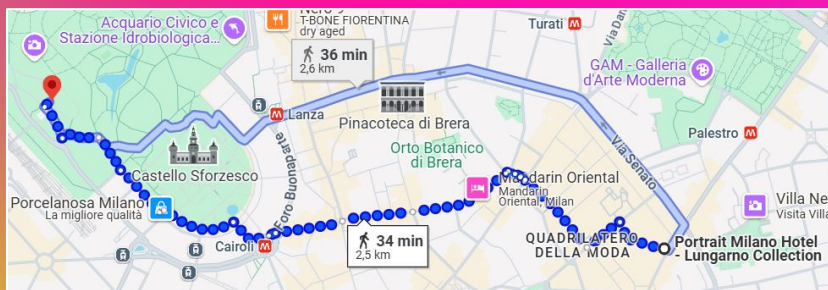 Nero 9
T-BONE FIORENTINA
dry aged
Acquario Civico e
Stazione Idrobiologica...
Turati
Via Dan
36 min
2,6 km
GAM - Galleria
d'Arte Moderna
Lanza
Pinacoteca di Brera
Palestro
Orto Botanico
di Brera
Via Senato
Castello Sforzesco
Foro Buonaparte
Mandarin Oriental
Mandarin
Oriental, Milan
Porcelanosa Milano
La migliore qualità
Villa Ne
Visita Villa
Cairoli
34 min
2,5 km
QUADRILATERO
DELLA MODA
Portrait Milano Hotel
- Lungarno Collection